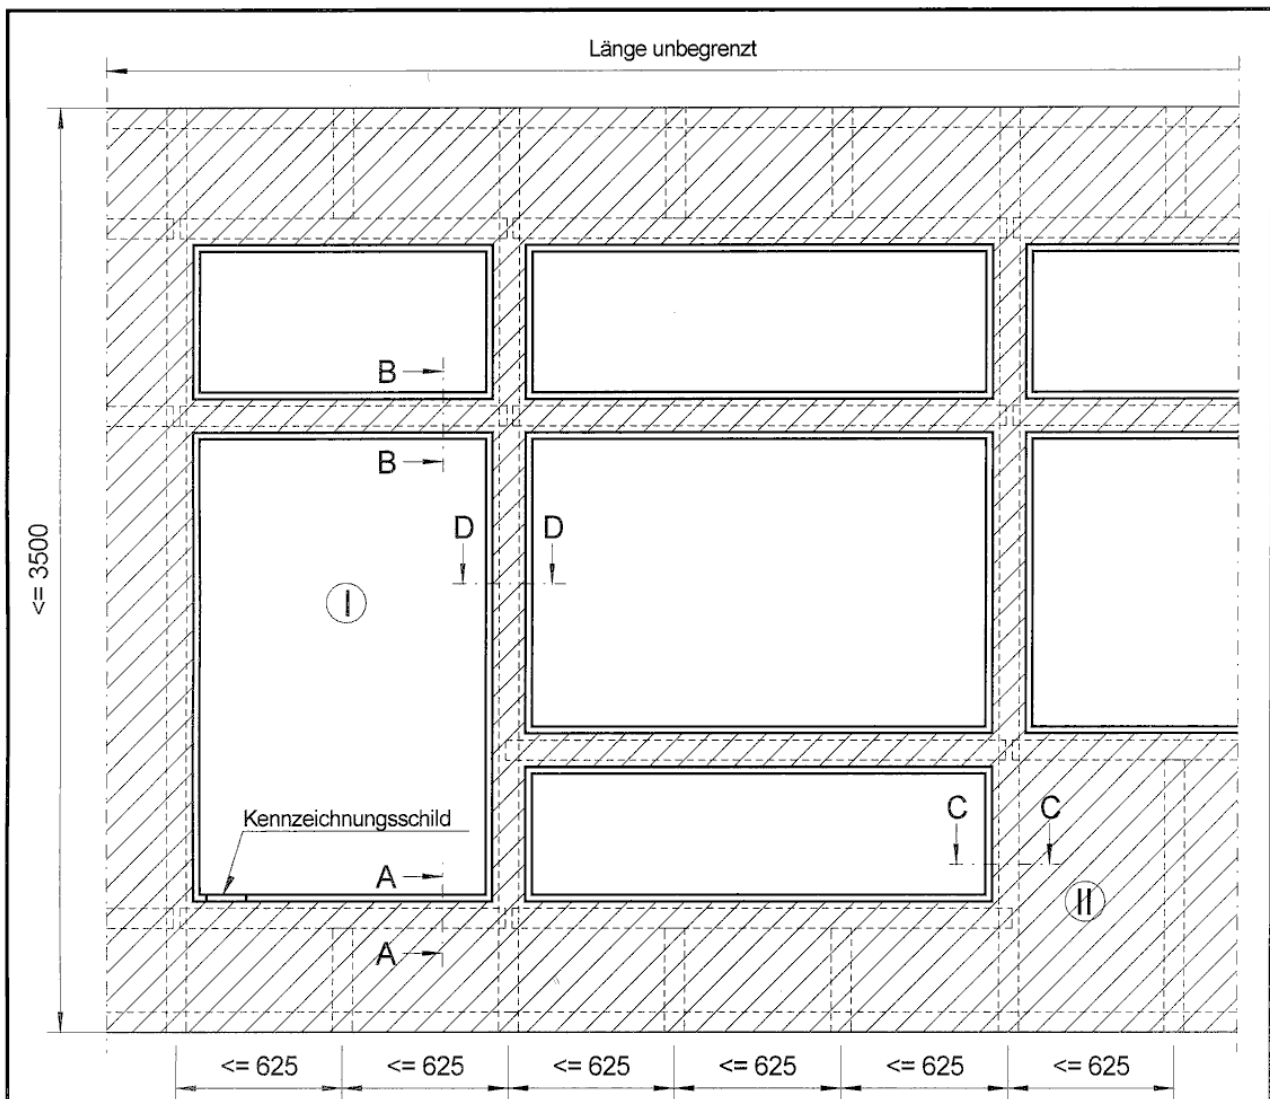 Länge unbegrenzt
B
B
<= 3500
D D
I
Kennzeichnungsschild
C C
A
II
A
<= 625 <= 625 <= 625 <= 625 <= 625 <= 625